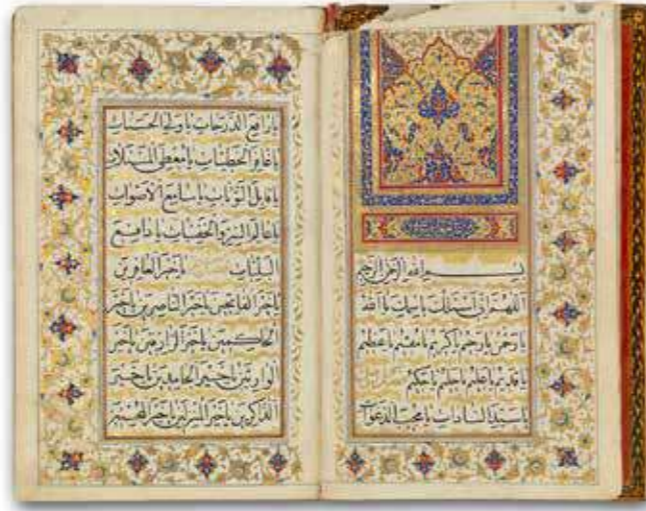 بسم الله الرحمن الرحيم
اللهم اني اسئلك باسمك يا الله
يا رحمن يا رحيم يا كريم يا مقيم يا عظيم
يا قديم يا عليم يا حليم يا حكيم
يا سيد السادات يا مجيب الدعوات
يا رافع الدرجات يا ولي الحسنات
يا غافر الخطيئات يا معطي المسئلات
يا قابل التوبات يا سامع الاصوات
يا عالم السر والخفيات يا دافع
البليات يا خير الغافرين
يا خير الفاتحين يا خير الناصرين يا خير
الحاكمين يا خير الرازقين يا خير
الوارثين يا خير الحامدين يا خير
الذاكرين يا خير المنزلين يا خير المحسنين